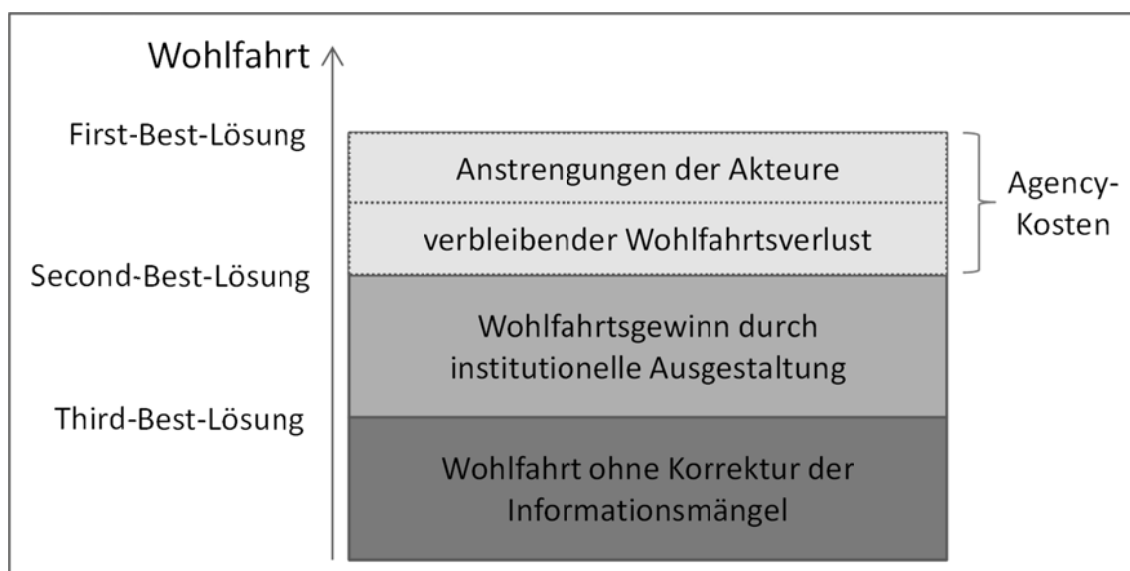 Wohlfahrt
First-Best-Lösung
Anstrengungen der Akteure
verbleibender Wohlfahrtsverlust
Agency-
Kosten
Second-Best-Lösung
Wohlfahrtsgewinn durch
institutionelle Ausgestaltung
Third-Best-Lösung
Wohlfahrt ohne Korrektur der
Informationsmängel